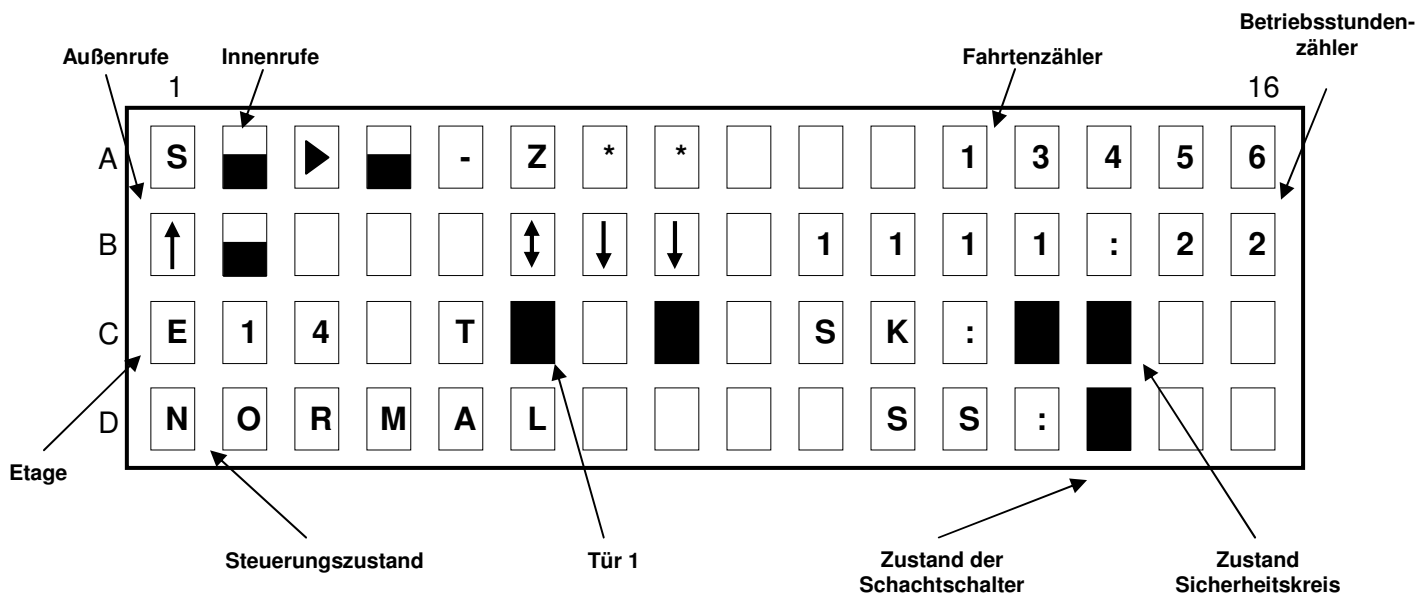 Betriebsstunden-
zähler
Außenrufe Innenrufe Fahrtenzähler
1 16
A S ▶ - Z * * 1 3 4 5 6
B ↑ ↕ ↓ ↓ 1 1 1 1 : 2 2
C E 1 4 T S K :
D N O R M A L S S :
Etage
Steuerungszustand Tür 1 Zustand der Zustand
Schachtschalter Sicherheitskreis